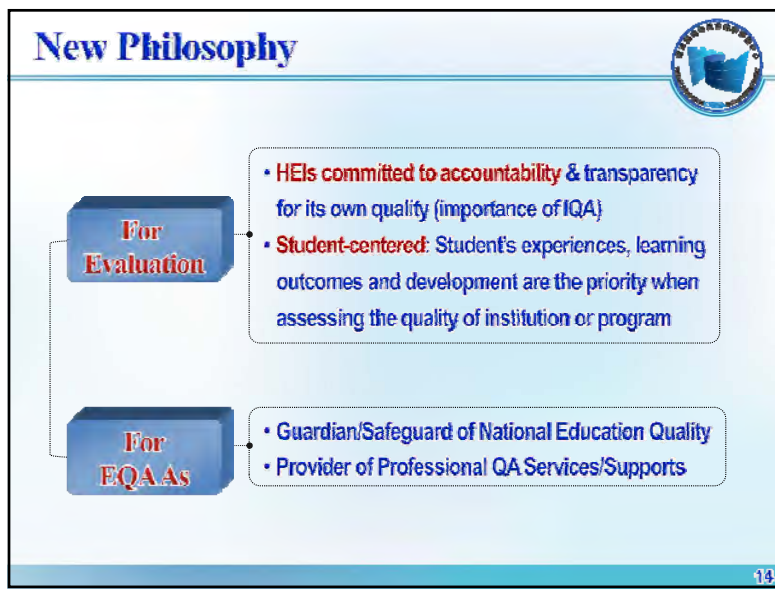 New Philosophy
For
Evaluation
• HEIs committed to accountability & transparency
for its own quality (importance of IQA)
• Student-centered: Student's experiences, learning
outcomes and development are the priority when
assessing the quality of institution or program
For
EQAAs
• Guardian/Safeguard of National Education Quality
• Provider of Professional QA Services/Supports
14